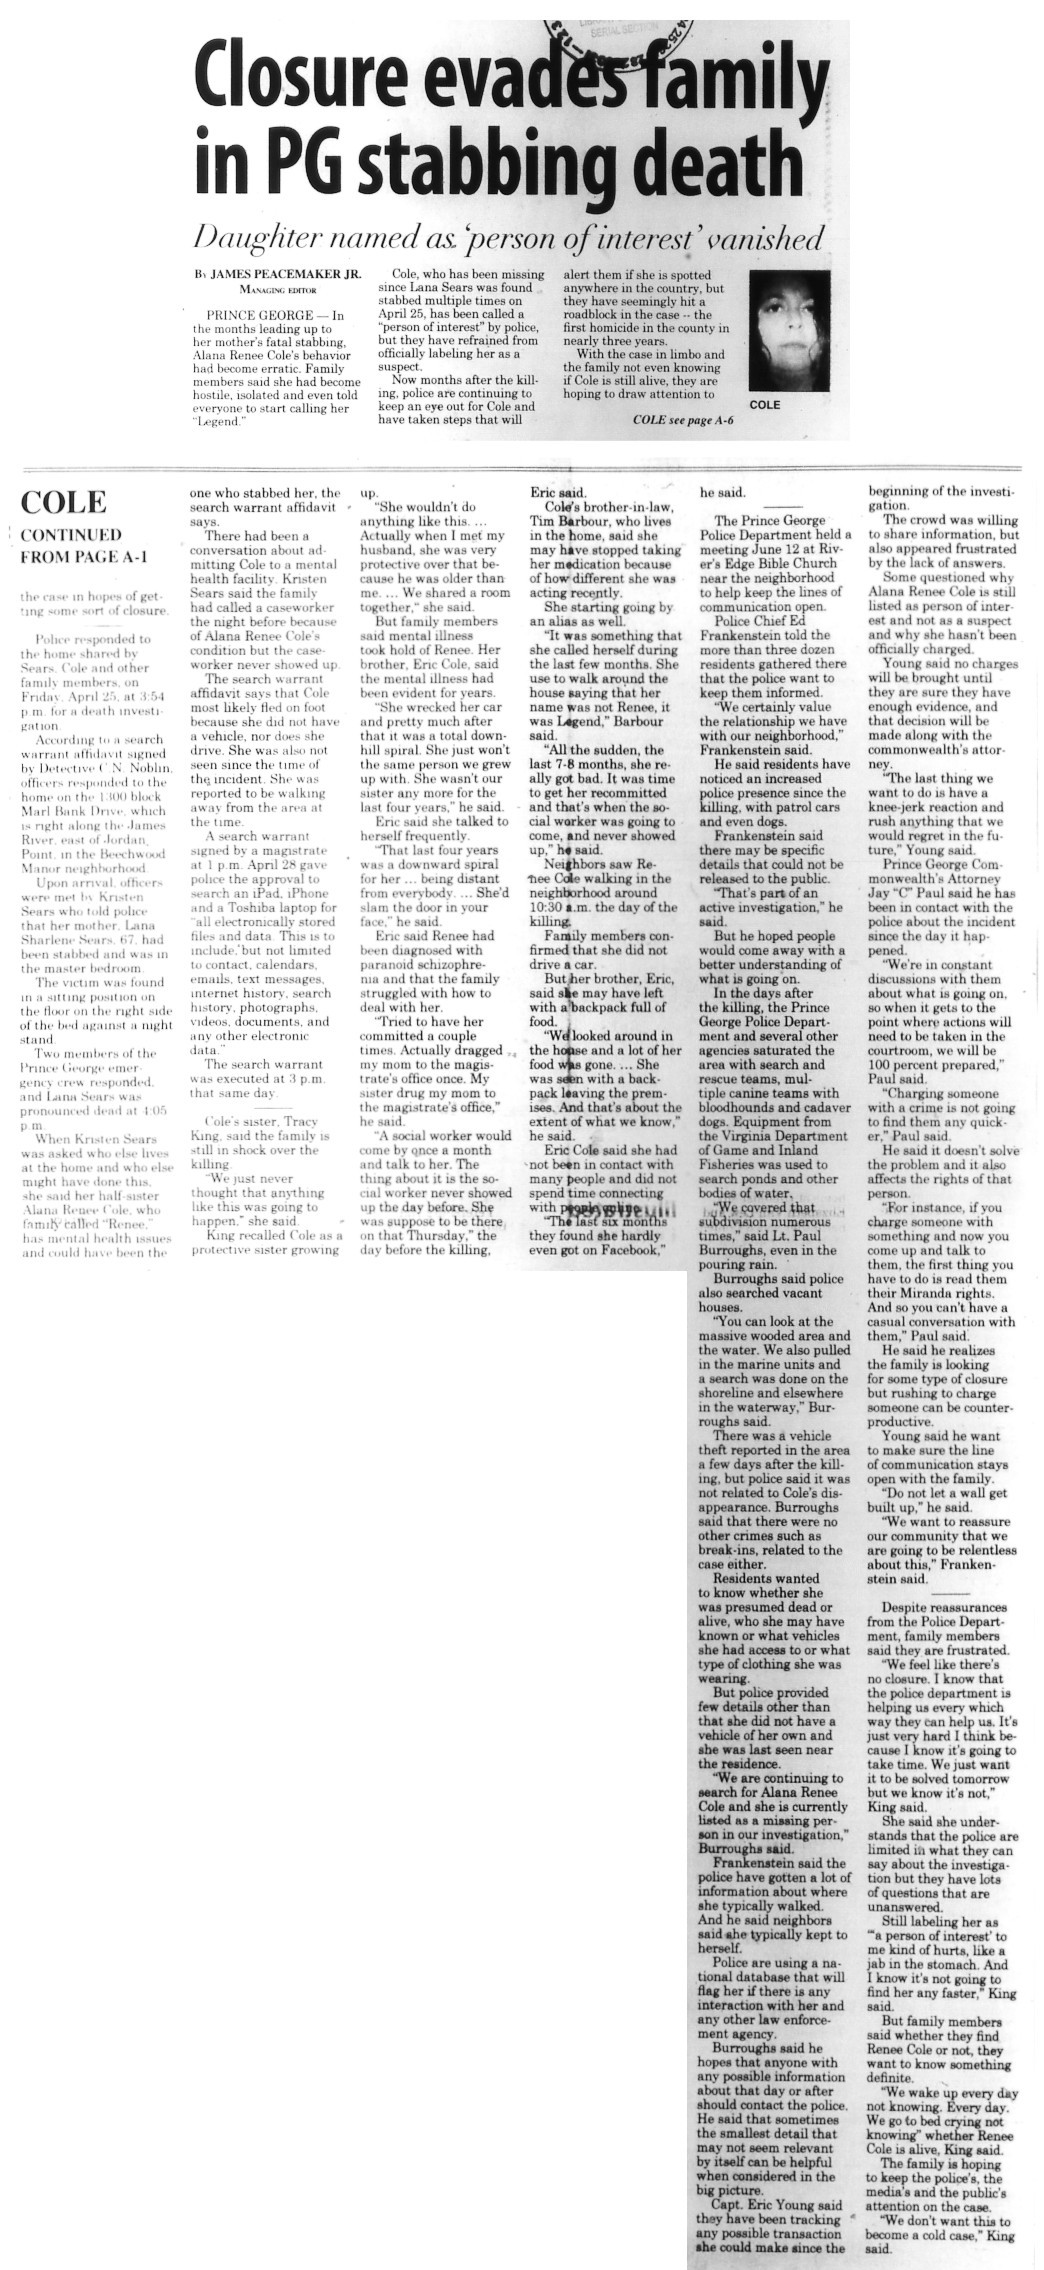 Closure evades family
in PG stabbing death
Daughter named as 'person of interest' vanished
By JAMES PEACEMAKER JR.
MANAGING EDITOR
PRINCE GEORGE — In
the months leading up to
her mother's fatal stabbing,
Alana Renee Cole's behavior
had become erratic. Family
members said she had become
hostile, isolated and even told
everyone to start calling her
"Legend."
Cole, who has been missing
since Lana Sears was found
stabbed multiple times on
April 25, has been called a
"person of interest" by police,
but they have refrained from
officially labeling her as a
suspect.
Now months after the kill-
ing, police are continuing to
keep an eye out for Cole and
have taken steps that will
alert them if she is spotted
anywhere in the country, but
they have seemingly hit a
roadblock in the case -- the
first homicide in the county in
nearly three years.
With the case in limbo and
the family not even knowing
if Cole is still alive, they are
hoping to draw attention to
COLE see page A-6
COLE
COLE
CONTINUED
FROM PAGE A-1
the case in hopes of get-
ting some sort of closure.
Police responded to
the home shared by
Sears, Cole and other
family members, on
Friday, April 25, at 3:54
p.m. for a death investi-
gation.
According to a search
warrant affidavit signed
by Detective C.N. Noblin,
officers responded to the
home on the 1300 block
Marl Bank Drive, which
is right along the James
River, east of Jordan
Point, in the Beechwood
Manor neighborhood.
Upon arrival, officers
were met by Kristen
Sears who told police
that her mother, Lana
Sharlene Sears, 67, had
been stabbed and was in
the master bedroom.
The victim was found
in a sitting position on
the floor on the right side
of the bed against a night
stand.
Two members of the
Prince George emer-
gency crew responded,
and Lana Sears was
pronounced dead at 4:05
p.m.
When Kristen Sears
was asked who else lives
at the home and who else
might have done this,
she said her half-sister
Alana Renee Cole, who
family called "Renee,"
has mental health issues
and could have been the
one who stabbed her, the
search warrant affidavit
says.
There had been a
conversation about ad-
mitting Cole to a mental
health facility. Kristen
Sears said the family
had called a caseworker
the night before because
of Alana Renee Cole's
condition but the case-
worker never showed up.
The search warrant
affidavit says that Cole
most likely fled on foot
because she did not have
a vehicle, nor does she
drive. She was also not
seen since the time of
the incident. She was
reported to be walking
away from the area at
the time.
A search warrant
signed by a magistrate
at 1 p.m. April 28 gave
police the approval to
search an iPad, iPhone
and a Toshiba laptop for
"all electronically stored
files and data. This is to
include, but not limited
to contact, calendars,
emails, text messages,
internet history, search
history, photographs,
videos, documents, and
any other electronic
data."
The search warrant
was executed at 3 p.m.
that same day.
Cole's sister, Tracy
King, said the family is
still in shock over the
killing.
"We just never
thought that anything
like this was going to
happen," she said.
King recalled Cole as a
protective sister growing
up.
"She wouldn't do
anything like this. ...
Actually when I met my
husband, she was very
protective over that be-
cause he was older than
me. ... We shared a room
together," she said.
But family members
said mental illness
took hold of Renee. Her
brother, Eric Cole, said
the mental illness had
been evident for years.
"She wrecked her car
and pretty much after
that it was a total down-
hill spiral. She just won't
the same person we grew
up with. She wasn't our
sister any more for the
last four years," he said.
Eric said she talked to
herself frequently.
"That last four years
was a downward spiral
for her ... being distant
from everybody. ... She'd
slam the door in your
face," he said.
Eric said Renee had
been diagnosed with
paranoid schizophre-
nia and that the family
struggled with how to
deal with her.
"Tried to have her
committed a couple
times. Actually dragged
my mom to the magis-
trate's office once. My
sister drug my mom to
the magistrate's office,"
he said.
"A social worker would
come by once a month
and talk to her. The
thing about it is the so-
cial worker never showed
up the day before. She
was suppose to be there
on that Thursday," the
day before the killing,
Eric said.
Cole's brother-in-law,
Tim Barbour, who lives
in the home, said she
may have stopped taking
her medication because
of how different she was
acting recently.
She starting going by
an alias as well.
"It was something that
she called herself during
the last few months. She
use to walk around the
house saying that her
name was not Renee, it
was Legend," Barbour
said.
"All the sudden, the
last 7-8 months, she re-
ally got bad. It was time
to get her recommitted
and that's when the so-
cial worker was going to
come, and never showed
up," he said.
Neighbors saw Re-
nee Cole walking in the
neighborhood around
10:30 a.m. the day of the
killing.
Family members con-
firmed that she did not
drive a car.
But her brother, Eric,
said she may have left
with a backpack full of
food.
"We looked around in
the house and a lot of her
food was gone. ... She
was seen with a back-
pack leaving the prem-
ises. And that's about the
extent of what we know,"
he said.
Eric Cole said she had
not been in contact with
many people and did not
spend time connecting
with people online.
"The last six months
they found she hardly
even got on Facebook,"
he said.
The Prince George
Police Department held a
meeting June 12 at Riv-
er's Edge Bible Church
near the neighborhood
to help keep the lines of
communication open.
Police Chief Ed
Frankenstein told the
more than three dozen
residents gathered there
that the police want to
keep them informed.
"We certainly value
the relationship we have
with our neighborhood,"
Frankenstein said.
He said residents have
noticed an increased
police presence since the
killing, with patrol cars
and even dogs.
Frankenstein said
there may be specific
details that could not be
released to the public.
"That's part of an
active investigation," he
said.
But he hoped people
would come away with a
better understanding of
what is going on.
In the days after
the killing, the Prince
George Police Depart-
ment and several other
agencies saturated the
area with search and
rescue teams, mul-
tiple canine teams with
bloodhounds and cadaver
dogs. Equipment from
the Virginia Department
of Game and Inland
Fisheries was used to
search ponds and other
bodies of water.
"We covered that
subdivision numerous
times," said Lt. Paul
Burroughs, even in the
pouring rain.
Burroughs said police
also searched vacant
houses.
"You can look at the
massive wooded area and
the water. We also pulled
in the marine units and
a search was done on the
shoreline and elsewhere
in the waterway," Bur-
roughs said.
There was a vehicle
theft reported in the area
a few days after the kill-
ing, but police said it was
not related to Cole's dis-
appearance. Burroughs
said that there were no
other crimes such as
break-ins, related to the
case either.
Residents wanted
to know whether she
was presumed dead or
alive, who she may have
known or what vehicles
she had access to or what
type of clothing she was
wearing.
But police provided
few details other than
that she did not have a
vehicle of her own and
she was last seen near
the residence.
"We are continuing to
search for Alana Renee
Cole and she is currently
listed as a missing per-
son in our investigation,"
Burroughs said.
Frankenstein said the
police have gotten a lot of
information about where
she typically walked.
And he said neighbors
said she typically kept to
herself.
Police are using a na-
tional database that will
flag her if there is any
interaction with her and
any other law enforce-
ment agency.
Burroughs said he
hopes that anyone with
any possible information
about that day or after
should contact the police.
He said that sometimes
the smallest detail that
may not seem relevant
by itself can be helpful
when considered in the
big picture.
Capt. Eric Young said
they have been tracking
any possible transaction
she could make since the
beginning of the investi-
gation.
The crowd was willing
to share information, but
also appeared frustrated
by the lack of answers.
Some questioned why
Alana Renee Cole is still
listed as person of inter-
est and not as a suspect
and why she hasn't been
officially charged.
Young said no charges
will be brought until
they are sure they have
enough evidence, and
that decision will be
made along with the
commonwealth's attor-
ney.
"The last thing we
want to do is have a
knee-jerk reaction and
rush anything that we
would regret in the fu-
ture," Young said.
Prince George Com-
monwealth's Attorney
Jay "C" Paul said he has
been in contact with the
police about the incident
since the day it hap-
pened.
"We're in constant
discussions with them
about what is going on,
so when it gets to the
point where actions will
need to be taken in the
courtroom, we will be
100 percent prepared,"
Paul said.
"Charging someone
with a crime is not going
to find them any quick-
er," Paul said.
He said it doesn't solve
the problem and it also
affects the rights of that
person.
"For instance, if you
charge someone with
something and now you
come up and talk to
them, the first thing you
have to do is read them
their Miranda rights.
And so you can't have a
casual conversation with
them," Paul said.
He said he realizes
the family is looking
for some type of closure
but rushing to charge
someone can be counter-
productive.
Young said he want
to make sure the line
of communication stays
open with the family.
"Do not let a wall get
built up," he said.
"We want to reassure
our community that we
are going to be relentless
about this," Franken-
stein said.
Despite reassurances
from the Police Depart-
ment, family members
said they are frustrated.
"We feel like there's
no closure. I know that
the police department is
helping us every which
way they can help us. It's
just very hard I think be-
cause I know it's going to
take time. We just want
it to be solved tomorrow
but we know it's not,"
King said.
She said she under-
stands that the police are
limited in what they can
say about the investiga-
tion but they have lots
of questions that are
unanswered.
Still labeling her as
"'a person of interest' to
me kind of hurts, like a
jab in the stomach. And
I know it's not going to
find her any faster," King
said.
But family members
said whether they find
Renee Cole or not, they
want to know something
definite.
"We wake up every day
not knowing. Every day.
We go to bed crying not
knowing" whether Renee
Cole is alive, King said.
The family is hoping
to keep the police's, the
media's and the public's
attention on the case.
"We don't want this to
become a cold case," King
said.